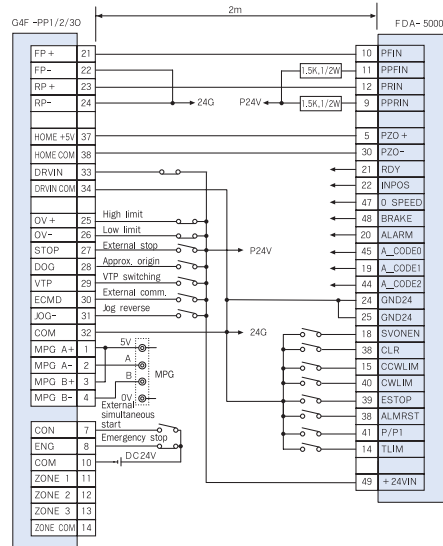 2m
G4F -PP1/2/3O
FDA-5000
FP+ 21
FP- 22
RP+ 23
RP- 24
24G
P24V
1.5K,1/2W
1.5K,1/2W
10 PFIN
11 PPFIN
12 PRIN
9 PPRIN
HOME +5V 37
HOME COM 38
DRVIN 33
DRVIN COM 34
5 PZO+
30 PZO-
21 RDY
22 INPOS
47 0 SPEED
48 BRAKE
20 ALARM
45 A_CODE0
19 A_CODE1
44 A_CODE2
24 GND24
25 GND24
18 SVONEN
38 CLR
15 CCWLIM
40 CWLIM
39 ESTOP
38 ALMRST
41 P/P1
14 TLIM
49 +24VIN
OV+ 25 High limit
OV- 26 Low limit
STOP 27 External stop
P24V
DOG 28 Approx. origin
VTP 29 VTP switching
ECMD 30 External comm.
JOG- 31 Jog reverse
COM 32
24G
MPG A+ 1 5V
MPG A- 2 A
MPG B+ 3 B
MPG B- 4 0V
MPG
External
simultaneous
start
CON 7
Emergency stop
ENG 8
COM 10 DC24V
ZONE 1 11
ZONE 2 12
ZONE 3 13
ZONE COM 14